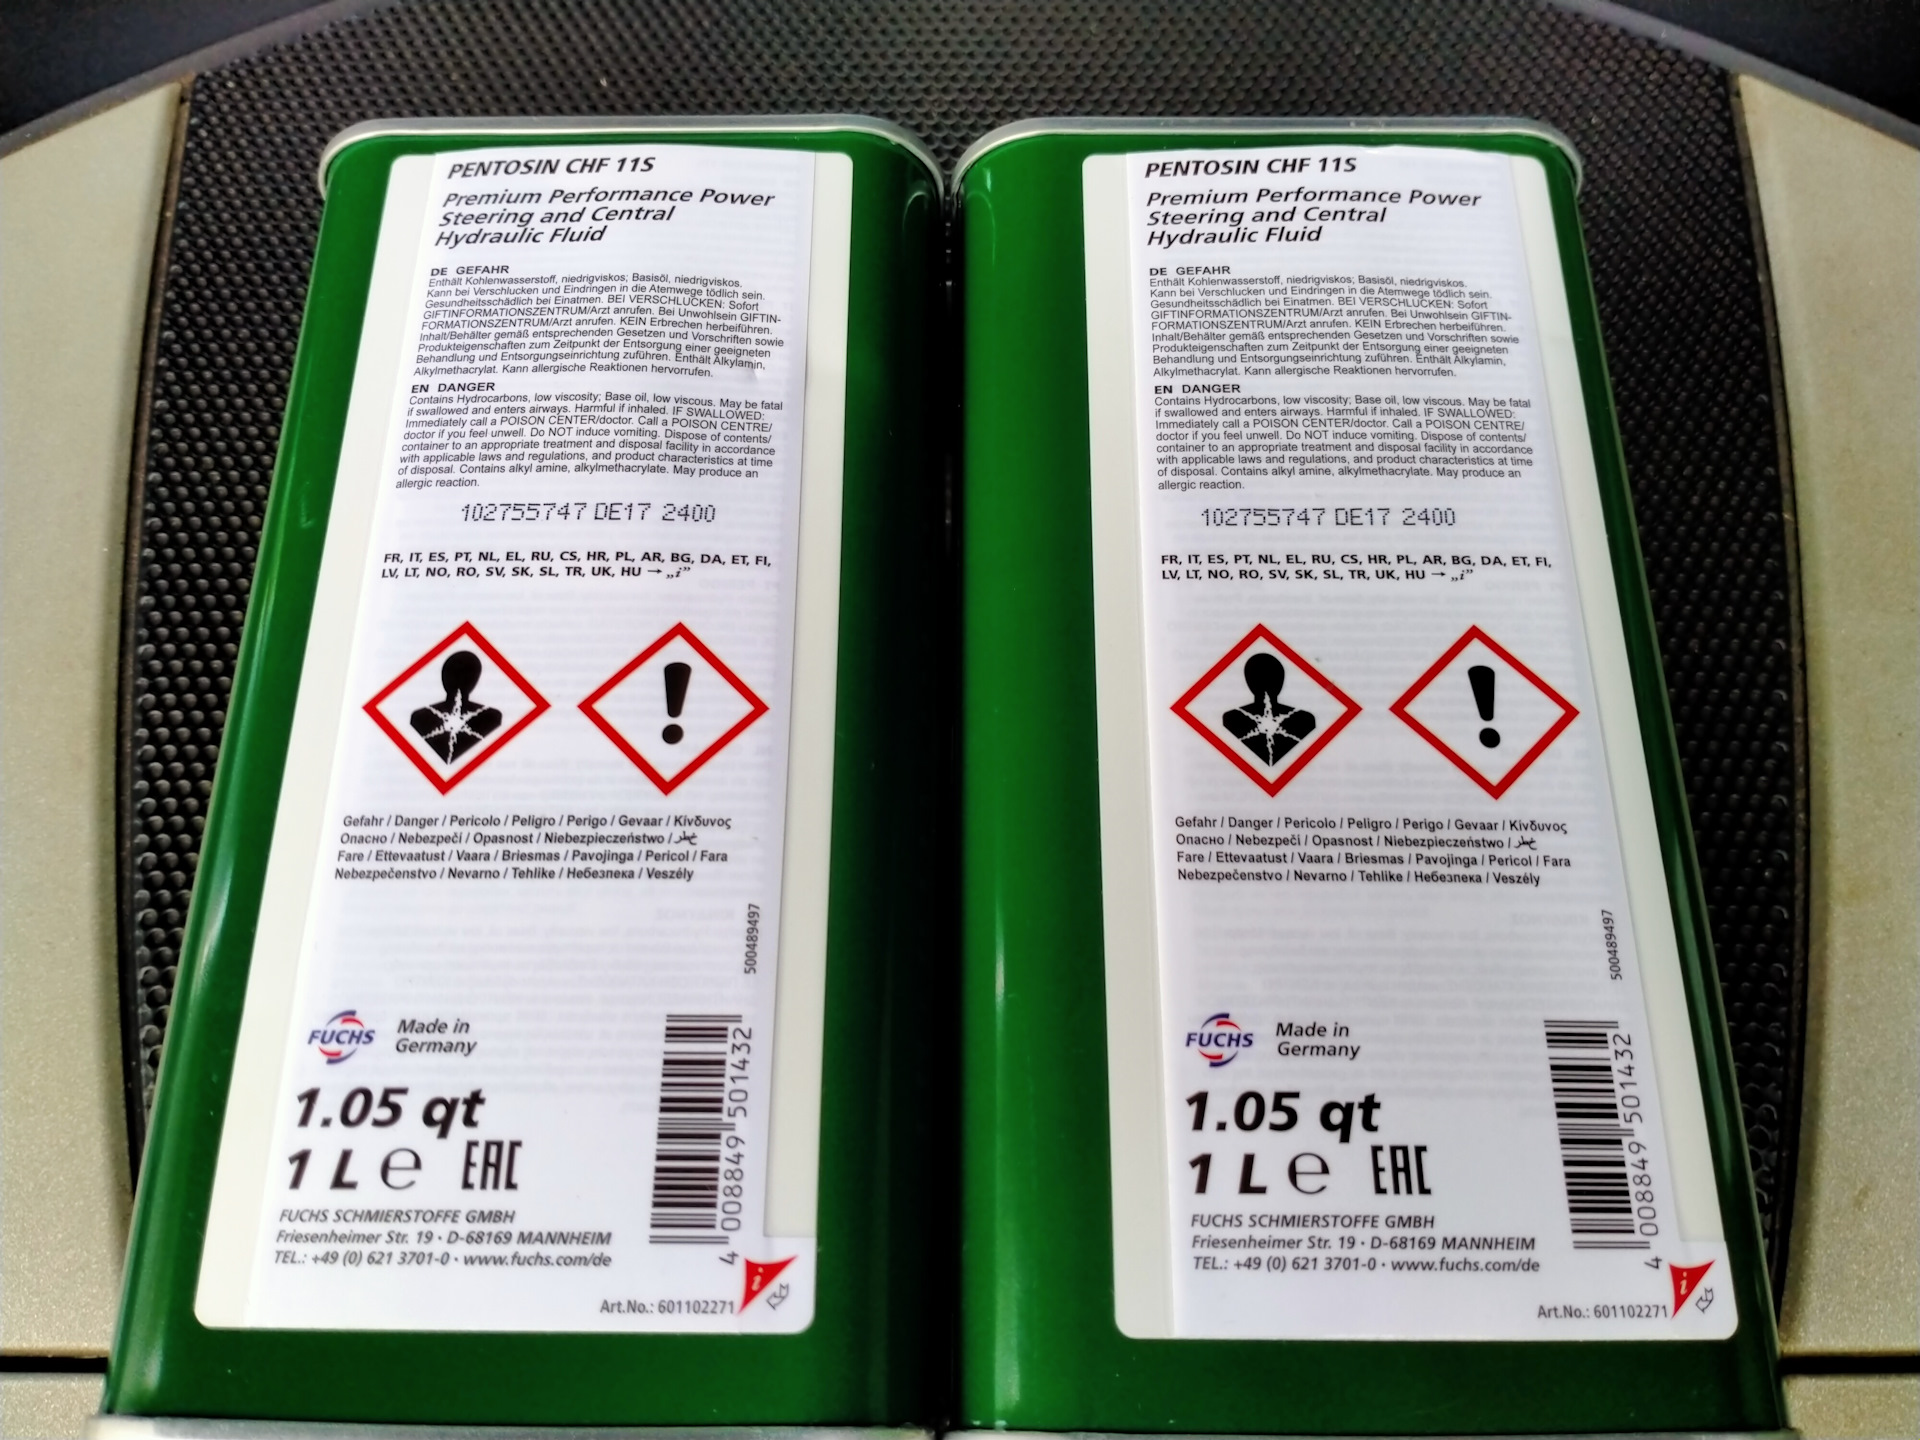 PENTOSIN CHF 11S
Premium Performance Power
Steering and Central
Hydraulic Fluid
DE GEFAHR
Enthält Kohlenwasserstoff, niedrigviskos; Basisöl, niedrigviskos.
Kann bei Verschlucken und Eindringen in die Atemwege tödlich sein.
Gesundheitsschädlich bei Einatmen. BEI VERSCHLUCKEN: Sofort
GIFTINFORMATIONSZENTRUM/Arzt anrufen. Bei Unwohlsein GIFTIN-
FORMATIONSZENTRUM/Arzt anrufen. KEIN Erbrechen herbeiführen.
Inhalt/Behälter gemäß entsprechenden Gesetzen und Vorschriften sowie
Produkteigenschaften zum Zeitpunkt der Entsorgung einer geeigneten
Behandlung und Entsorgungseinrichtung zuführen. Enthält Alkylamin,
Alkylmethacrylat. Kann allergische Reaktionen hervorrufen.
EN DANGER
Contains Hydrocarbons, low viscosity; Base oil, low viscous. May be fatal
if swallowed and enters airways. Harmful if inhaled. IF SWALLOWED:
Immediately call a POISON CENTER/doctor. Call a POISON CENTRE/
doctor if you feel unwell. Do NOT induce vomiting. Dispose of contents/
container to an appropriate treatment and disposal facility in accordance
with applicable laws and regulations, and product characteristics at time
of disposal. Contains alkyl amine, alkylmethacrylate. May produce an
allergic reaction.
102755747 DE17 2400
FR, IT, ES, PT, NL, EL, RU, CS, HR, PL, AR, BG, DA, ET, FI,
LV, LT, NO, RO, SV, SK, SL, TR, UK, HU → „i”
Gefahr / Danger / Pericolo / Peligro / Perigo / Gevaar / Κίνδυνος
Опасно / Nebezpečí / Opasnost / Niebezpieczeństwo / خطر
Fare / Ettevaatust / Vaara / Briesmas / Pavojinga / Pericol / Fara
Nebezpečenstvo / Nevarno / Tehlike / Небезпека / Veszély
500489497
FUCHS
Made in
Germany
1.05 qt
1 L ℮ EAC
4 008849 501432
FUCHS SCHMIERSTOFFE GMBH
Friesenheimer Str. 19 · D-68169 MANNHEIM
TEL.: +49 (0) 621 3701-0 · www.fuchs.com/de
i
Art.No.: 601102271
PENTOSIN CHF 11S
Premium Performance Power
Steering and Central
Hydraulic Fluid
DE GEFAHR
Enthält Kohlenwasserstoff, niedrigviskos; Basisöl, niedrigviskos.
Kann bei Verschlucken und Eindringen in die Atemwege tödlich sein.
Gesundheitsschädlich bei Einatmen. BEI VERSCHLUCKEN: Sofort
GIFTINFORMATIONSZENTRUM/Arzt anrufen. Bei Unwohlsein GIFTIN-
FORMATIONSZENTRUM/Arzt anrufen. KEIN Erbrechen herbeiführen.
Inhalt/Behälter gemäß entsprechenden Gesetzen und Vorschriften sowie
Produkteigenschaften zum Zeitpunkt der Entsorgung einer geeigneten
Behandlung und Entsorgungseinrichtung zuführen. Enthält Alkylamin,
Alkylmethacrylat. Kann allergische Reaktionen hervorrufen.
EN DANGER
Contains Hydrocarbons, low viscosity; Base oil, low viscous. May be fatal
if swallowed and enters airways. Harmful if inhaled. IF SWALLOWED:
Immediately call a POISON CENTER/doctor. Call a POISON CENTRE/
doctor if you feel unwell. Do NOT induce vomiting. Dispose of contents/
container to an appropriate treatment and disposal facility in accordance
with applicable laws and regulations, and product characteristics at time
of disposal. Contains alkyl amine, alkylmethacrylate. May produce an
allergic reaction.
102755747 DE17 2400
FR, IT, ES, PT, NL, EL, RU, CS, HR, PL, AR, BG, DA, ET, FI,
LV, LT, NO, RO, SV, SK, SL, TR, UK, HU → „i”
Gefahr / Danger / Pericolo / Peligro / Perigo / Gevaar / Κίνδυνος
Опасно / Nebezpečí / Opasnost / Niebezpieczeństwo / خطر
Fare / Ettevaatust / Vaara / Briesmas / Pavojinga / Pericol / Fara
Nebezpečenstvo / Nevarno / Tehlike / Небезпека / Veszély
500489497
FUCHS
Made in
Germany
1.05 qt
1 L ℮ EAC
4 008849 501432
FUCHS SCHMIERSTOFFE GMBH
Friesenheimer Str. 19 · D-68169 MANNHEIM
TEL.: +49 (0) 621 3701-0 · www.fuchs.com/de
i
Art.No.: 601102271